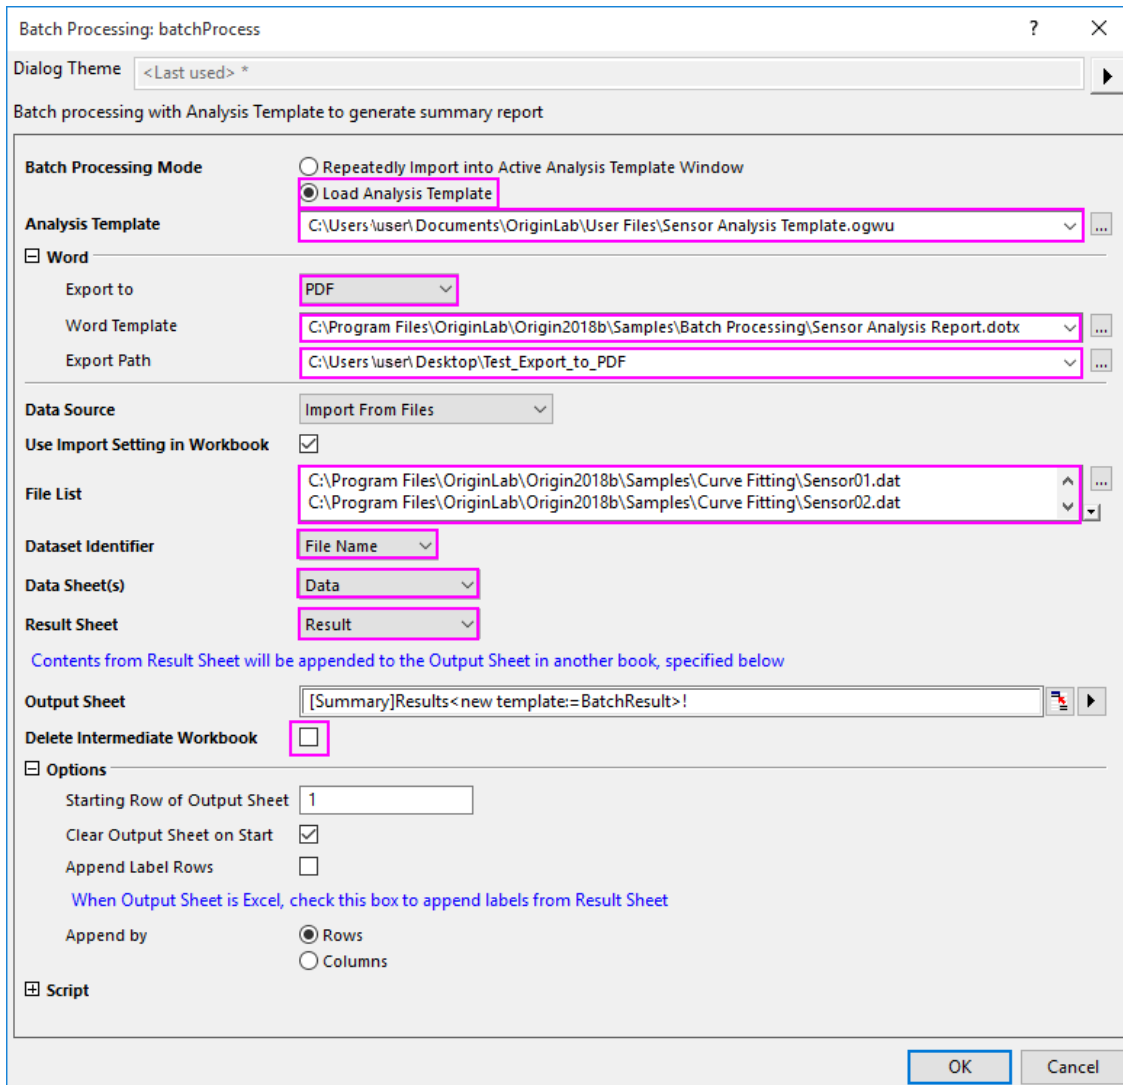 Batch Processing: batchProcess ?
Dialog Theme <Last used> *
Batch processing with Analysis Template to generate summary report
Batch Processing Mode Repeatedly Import into Active Analysis Template Window
Load Analysis Template
Analysis Template C:\Users\user\Documents\OriginLab\User Files\Sensor Analysis Template.ogwu ...
Word
Export to PDF
Word Template C:\Program Files\OriginLab\Origin2018b\Samples\Batch Processing\Sensor Analysis Report.dotx ...
Export Path C:\Users\user\Desktop\Test_Export_to_PDF ...
Data Source Import From Files
Use Import Setting in Workbook
File List C:\Program Files\OriginLab\Origin2018b\Samples\Curve Fitting\Sensor01.dat ...
C:\Program Files\OriginLab\Origin2018b\Samples\Curve Fitting\Sensor02.dat
Dataset Identifier File Name
Data Sheet(s) Data
Result Sheet Result
Contents from Result Sheet will be appended to the Output Sheet in another book, specified below
Output Sheet [Summary]Results<new template:=BatchResult>!
Delete Intermediate Workbook
Options
Starting Row of Output Sheet 1
Clear Output Sheet on Start
Append Label Rows
When Output Sheet is Excel, check this box to append labels from Result Sheet
Append by Rows
Columns
Script
OK Cancel